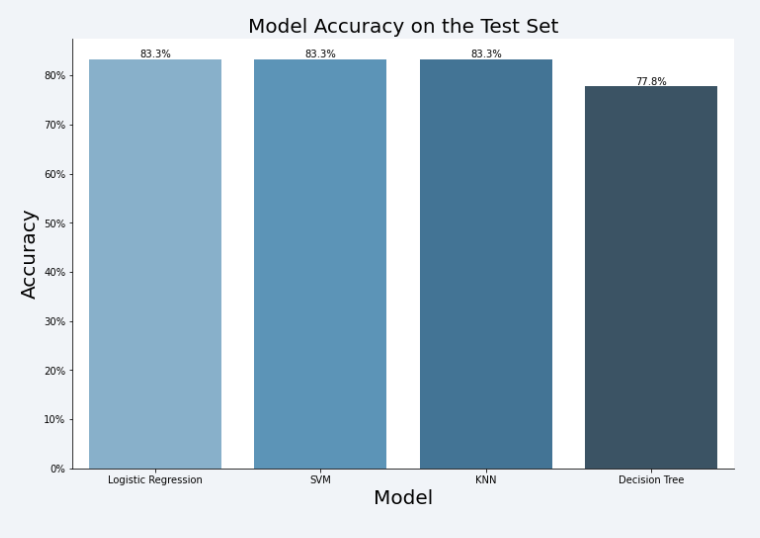 Model Accuracy on the Test Set
83.3%
83.3%
83.3%
77.8%
80%
70%
60%
50%
40%
30%
20%
10%
0%
Accuracy
Logistic Regression
SVM
KNN
Decision Tree
Model